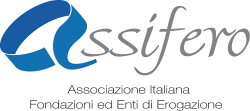 assifero
Associazione Italiana
Fondazioni ed Enti di Erogazione